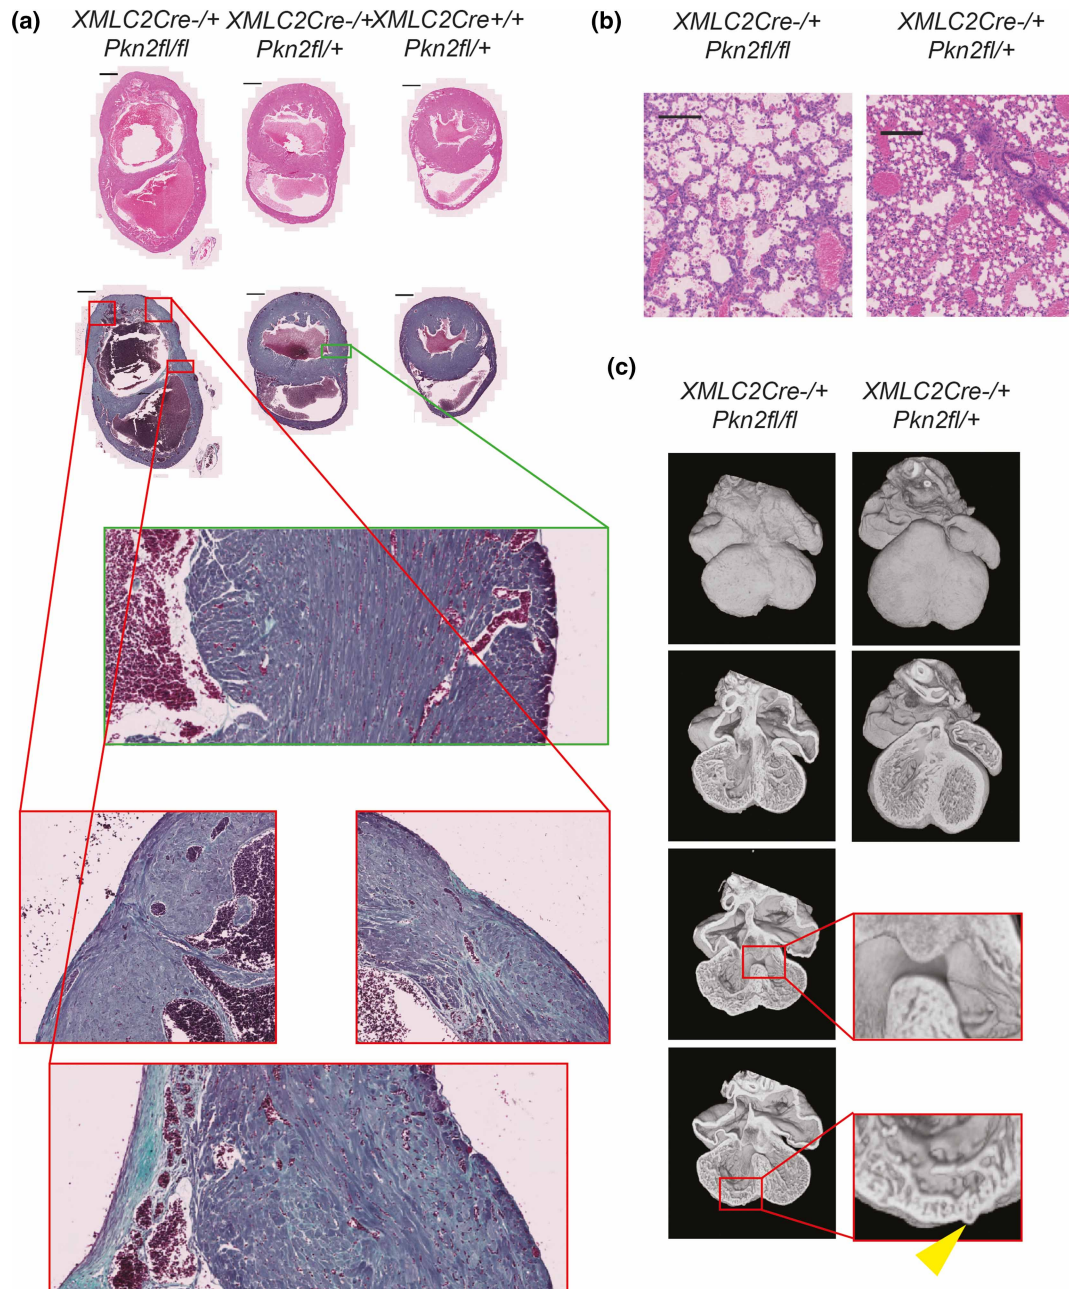 (a)
XMLC2Cre-/+
Pkn2fl/fl
XMLC2Cre-/+
Pkn2fl/+
XMLC2Cre+/+
Pkn2fl/+
(b)
XMLC2Cre-/+
Pkn2fl/fl
XMLC2Cre-/+
Pkn2fl/+
(c)
XMLC2Cre-/+
Pkn2fl/fl
XMLC2Cre-/+
Pkn2fl/+